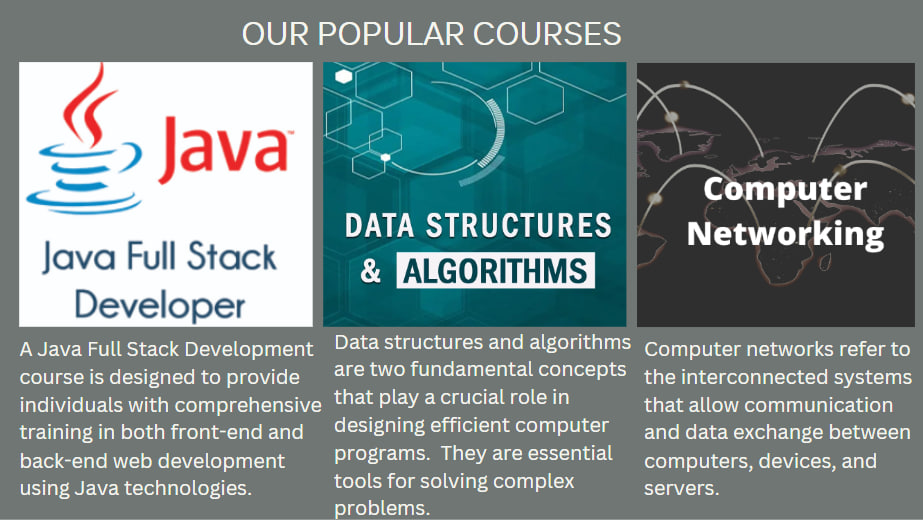 OUR POPULAR COURSES
Java™
Java Full Stack
Developer
A Java Full Stack Development
course is designed to provide
individuals with comprehensive
training in both front-end and
back-end web development
using Java technologies.
DATA STRUCTURES
& ALGORITHMS
Data structures and algorithms
are two fundamental concepts
that play a crucial role in
designing efficient computer
programs.  They are essential
tools for solving complex
problems.
Computer
Networking
Computer networks refer to
the interconnected systems
that allow communication
and data exchange between
computers, devices, and
servers.